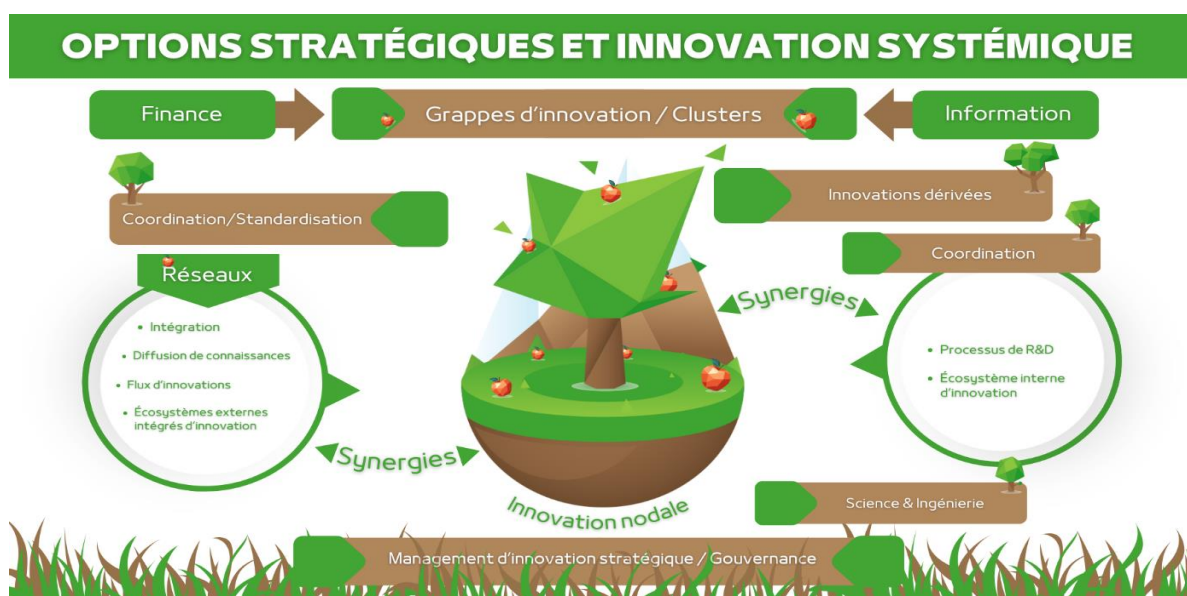 OPTIONS STRATÉGIQUES ET INNOVATION SYSTÉMIQUE
Finance
Grappes d'innovation / Clusters
Information
Innovations dérivées
Coordination/Standardisation
Coordination
Réseaux
• Intégration
• Diffusion de connaissances
• Flux d'innovations
• Écosystèmes externes
intégrés d'innovation
Synergies
• Processus de R&D
• Écosystème interne
d'innovation
Synergies
Innovation nodale
Science & Ingénierie
Management d'innovation stratégique / Gouvernance